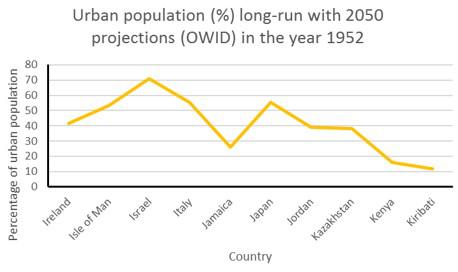 Urban population (%) long-run with 2050
projections (OWID) in the year 1952
Percentage of urban population
80
70
60
50
40
30
20
10
0
Ireland
Isle of Man
Israel
Italy
Jamaica
Japan
Jordan
Kazakhstan
Kenya
Kiribati
Country